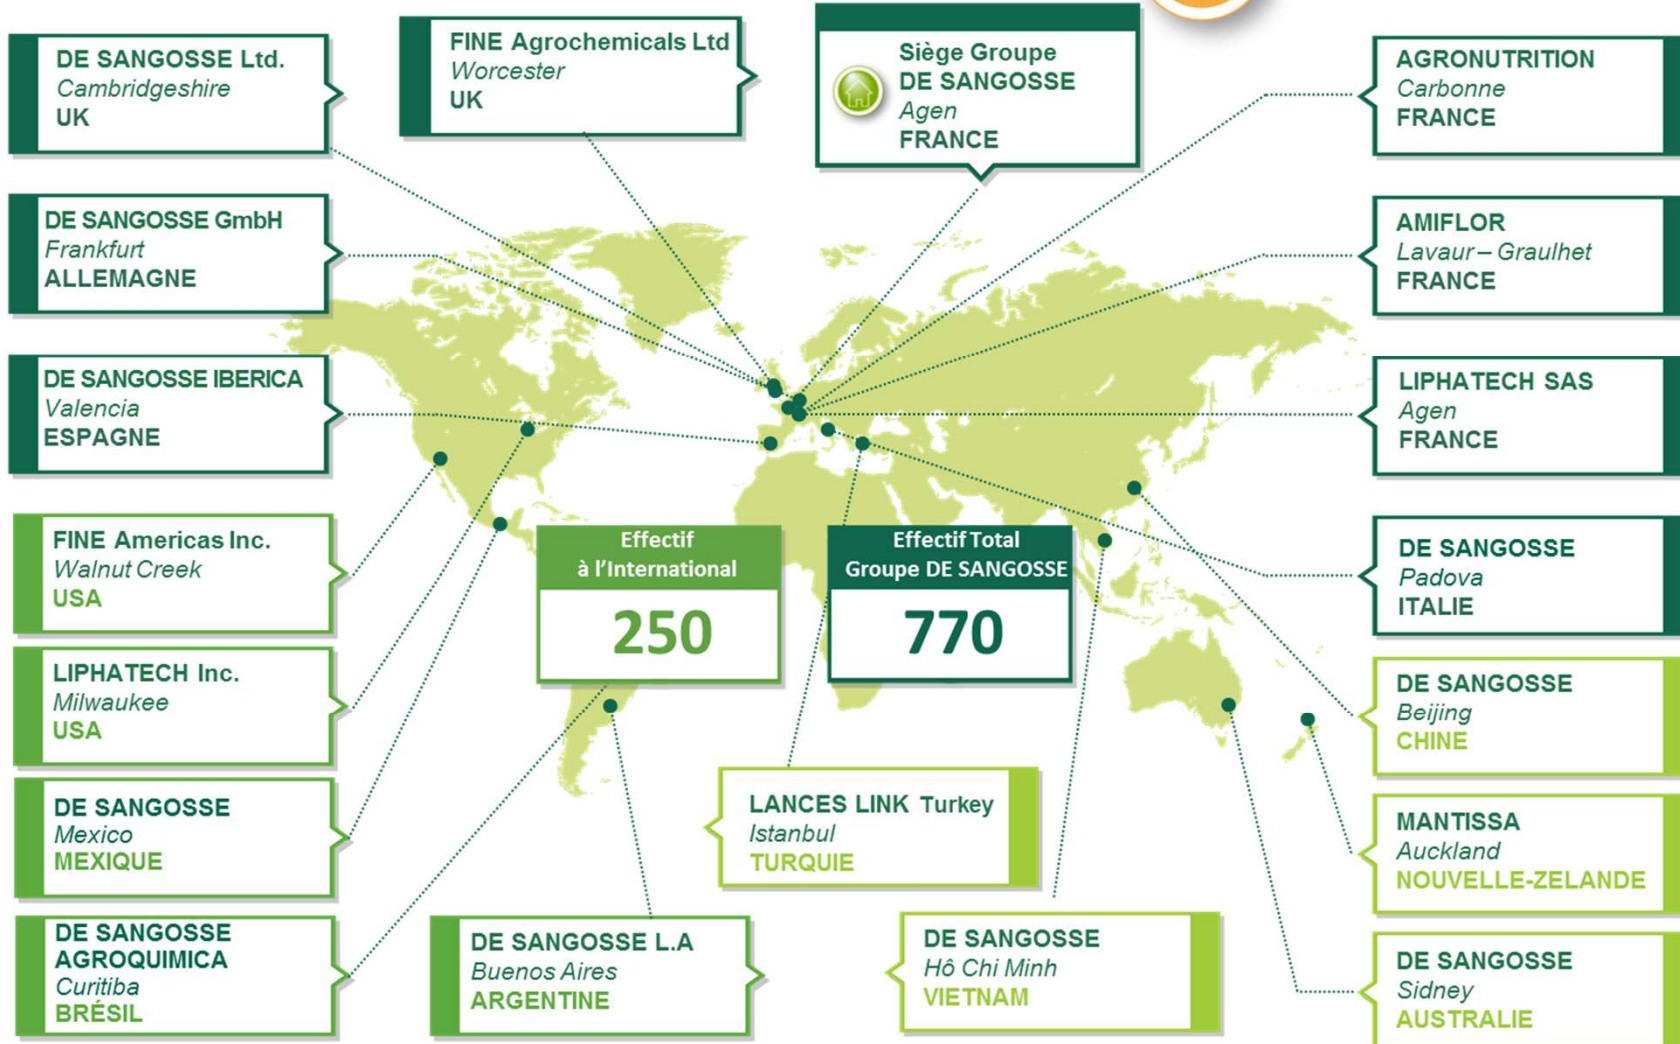 DE SANGOSSE Ltd.
Cambridgeshire
UK
FINE Agrochemicals Ltd
Worcester
UK
Siège Groupe
DE SANGOSSE
Agen
FRANCE
AGRONUTRITION
Carbonne
FRANCE
DE SANGOSSE GmbH
Frankfurt
ALLEMAGNE
AMIFLOR
Lavaur – Graulhet
FRANCE
DE SANGOSSE IBERICA
Valencia
ESPAGNE
LIPHATECH SAS
Agen
FRANCE
FINE Americas Inc.
Walnut Creek
USA
Effectif
à l'International
250
Effectif Total
Groupe DE SANGOSSE
770
DE SANGOSSE
Padova
ITALIE
LIPHATECH Inc.
Milwaukee
USA
DE SANGOSSE
Beijing
CHINE
DE SANGOSSE
Mexico
MEXIQUE
LANCES LINK Turkey
Istanbul
TURQUIE
MANTISSA
Auckland
NOUVELLE-ZELANDE
DE SANGOSSE
AGROQUIMICA
Curitiba
BRÉSIL
DE SANGOSSE L.A
Buenos Aires
ARGENTINE
DE SANGOSSE
Hô Chi Minh
VIETNAM
DE SANGOSSE
Sidney
AUSTRALIE